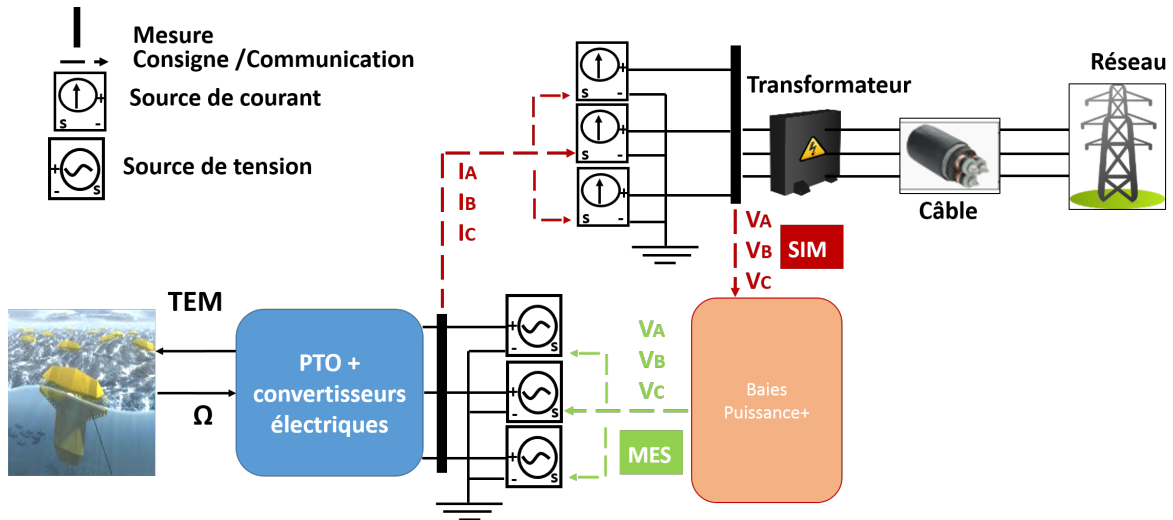 Mesure
Consigne /Communication
Source de courant
Source de tension
+
s -
+
-
s
+
s -
+
s -
+
s -
Transformateur
Réseau
Câble
IA
IB
IC
VA
VB
VC
SIM
TEM
Ω
PTO +
convertisseurs
électriques
+
-
s
+
-
s
+
-
s
VA
VB
VC
MES
Baies
Puissance+